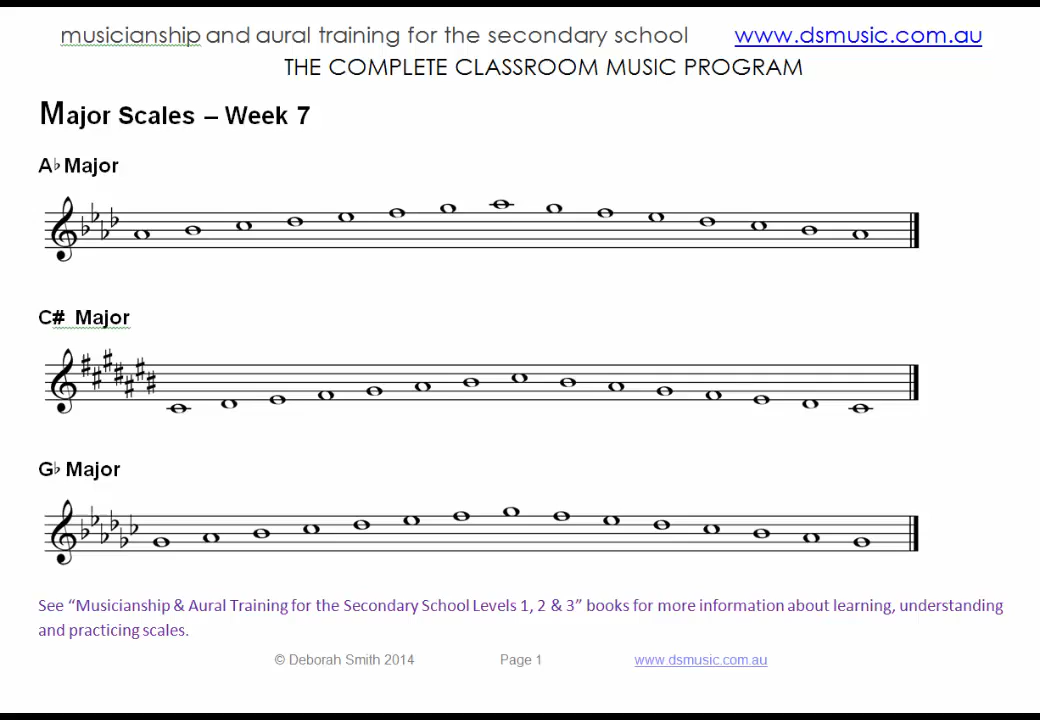 musicianship and aural training for the secondary school www.dsmusic.com.au
THE COMPLETE CLASSROOM MUSIC PROGRAM
Major Scales – Week 7
A♭ Major
C# Major
G♭ Major
See “Musicianship & Aural Training for the Secondary School Levels 1, 2 & 3” books for more information about learning, understanding
and practicing scales.
© Deborah Smith 2014 Page 1 www.dsmusic.com.au